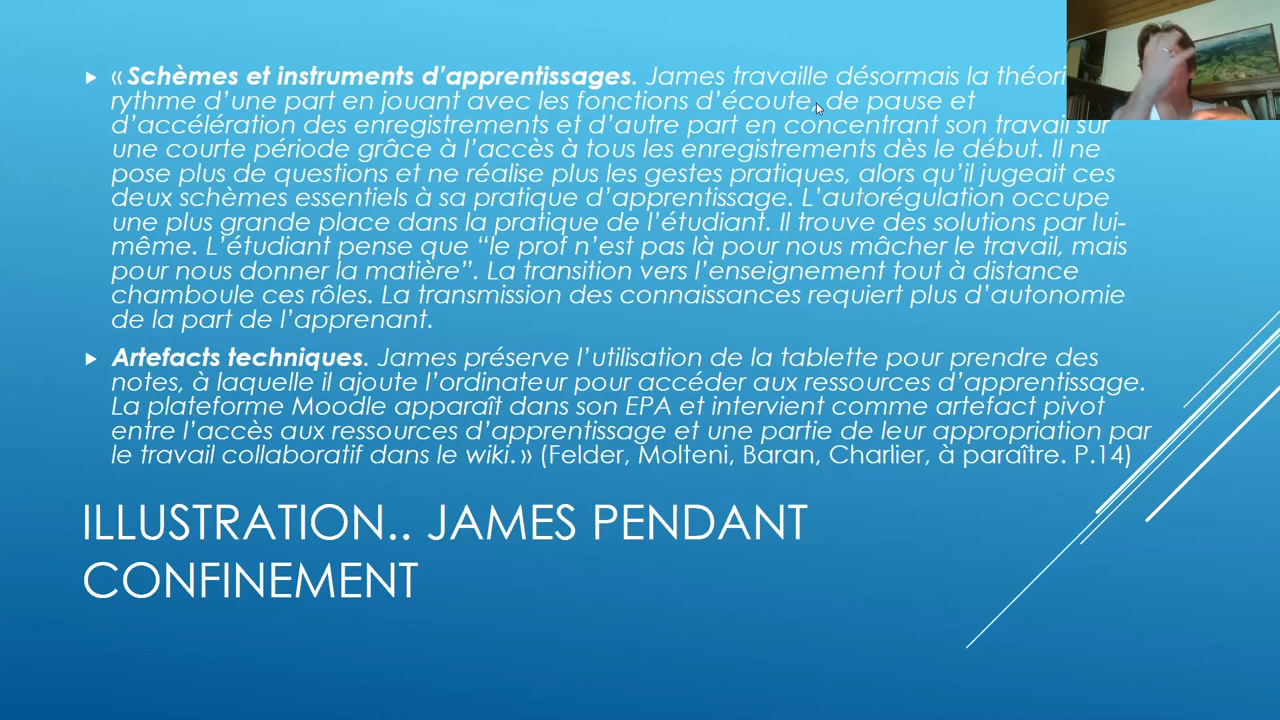 « Schèmes et instruments d’apprentissages. James travaille désormais la
rythme d’une part en jouant avec les fonctions d’écoute, de pause et
d’accélération des enregistrements et d’autre part en concentrant son travail sur
une courte période grâce à l’accès à tous les enregistrements dès le début. Il ne
pose plus de questions et ne réalise plus les gestes pratiques, alors qu’il jugeait ces
deux schèmes essentiels à sa pratique d’apprentissage. L’autorégulation occupe
une plus grande place dans la pratique de l’étudiant. Il trouve des solutions par lui-
même. L’étudiant pense que “le prof n’est pas là pour nous mâcher le travail, mais
pour nous donner la matière”. La transition vers l’enseignement tout à distance
chamboule ces rôles. La transmission des connaissances requiert plus d’autonomie
de la part de l’apprenant.
Artefacts techniques. James préserve l’utilisation de la tablette pour prendre des
notes, à laquelle il ajoute l’ordinateur pour accéder aux ressources d’apprentissage.
La plateforme Moodle apparaît dans son EPA et intervient comme artefact pivot
entre l’accès aux ressources d’apprentissage et une partie de leur appropriation par
le travail collaboratif dans le wiki. » (Felder, Molteni, Baran, Charlier, à paraître. P.14)
ILLUSTRATION.. JAMES PENDANT
CONFINEMENT